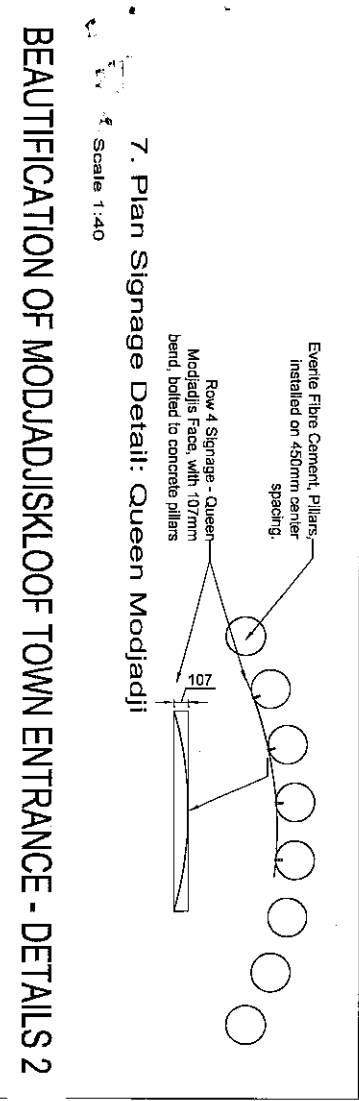 Everite Fibre Cement, Pillars,
installed on 450mm center
spacing.
Row 4 Signage - Queen
Modjadjis Face, with 107mm
bend, bolted to concrete pillars
107
7. Plan Signage Detail: Queen Modjadji
Scale 1:40
BEAUTIFICATION OF MODJADJISKLOOF TOWN ENTRANCE - DETAILS 2